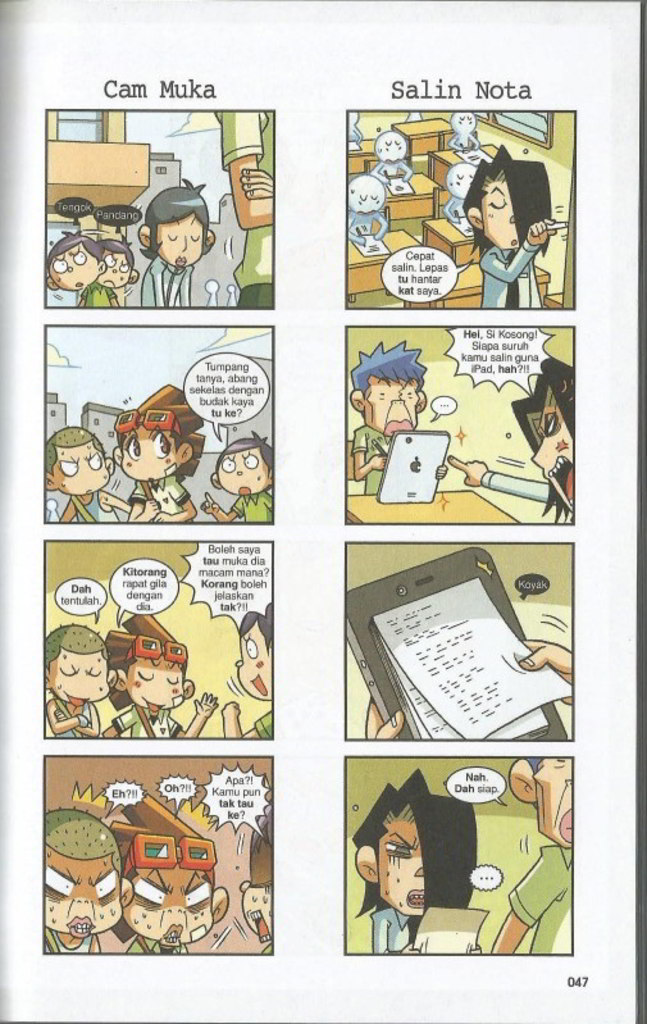 Cam Muka
Tengok
Pandang
Tumpang
tanya, abang
sekelas dengan
budak kaya
tu ke?
Dah
tentulah.
Kitorang
rapat gila
dengan
dia.
Boleh saya
tau muka dia
macam mana?
Korang boleh
jelaskan
tak?!!
Eh?!!
Oh?!!
Apa?!
Kamu pun
tak tau
ke?
Salin Nota
Cepat
salin. Lepas
tu hantar
kat saya.
Hei, Si Kosong!
Siapa suruh
kamu salin guna
iPad, hah?!!
...
Koyak
Nah.
Dah siap.
...
047